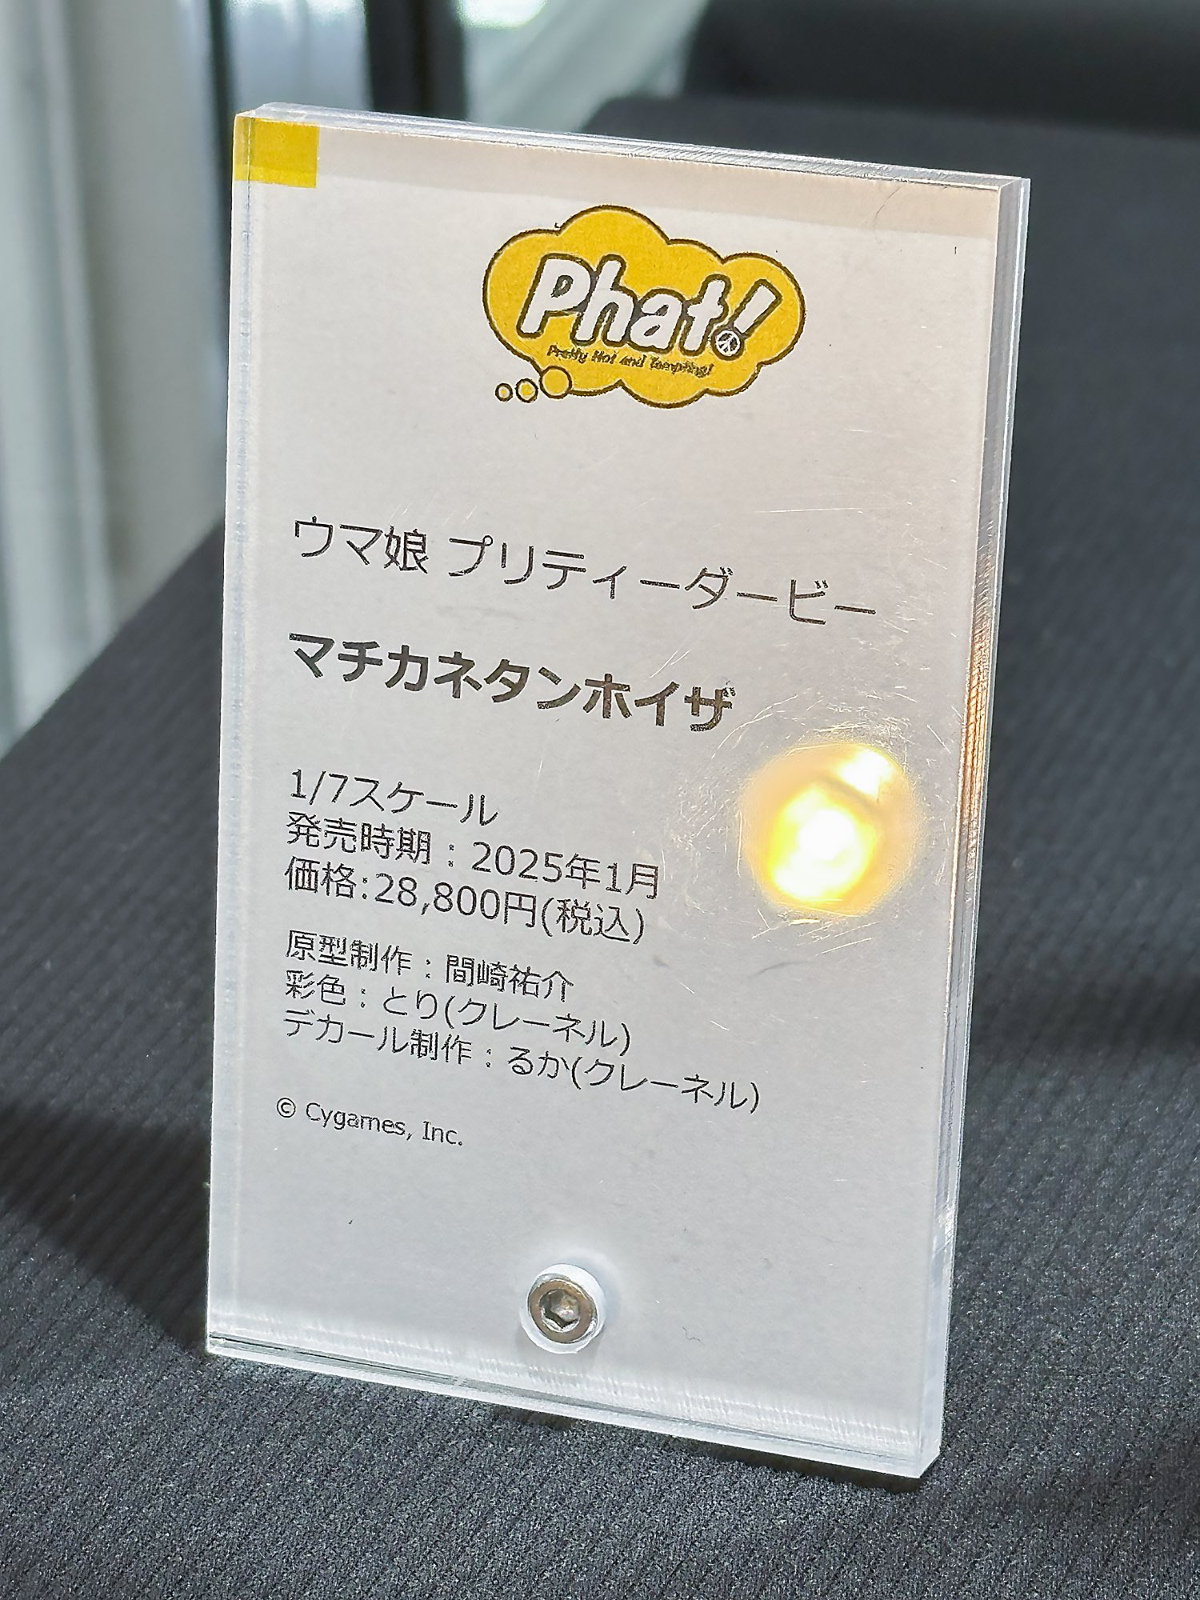 Phat!
Pretty Hot and Tempting!
ウマ娘 プリティーダービー
マチカネタンホイザ
1/7スケール
発売時期：2025年1月
価格:28,800円(税込)
原型制作：間崎祐介
彩色：とり(クレーネル)
デカール制作：るか(クレーネル)
© Cygames, Inc.